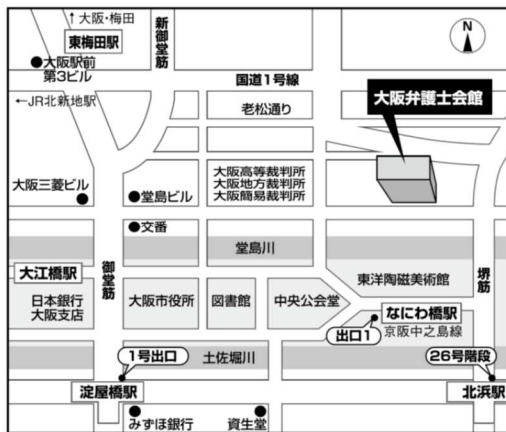 ↑大阪・梅田
東梅田駅
新御堂筋
N
●大阪駅前
第3ビル
国道1号線
←JR北新地駅
老松通り
大阪弁護士会館
大阪高等裁判所
大阪地方裁判所
大阪簡易裁判所
大阪三菱ビル
●堂島ビル
●交番
堂島川
大江橋駅
御堂筋
東洋陶磁美術館
堺筋
日本銀行
大阪支店
大阪市役所
図書館
中央公会堂
なにわ橋駅
出口1
京阪中之島線
1号出口
土佐堀川
26号階段
淀屋橋駅
北浜駅
みずほ銀行
資生堂